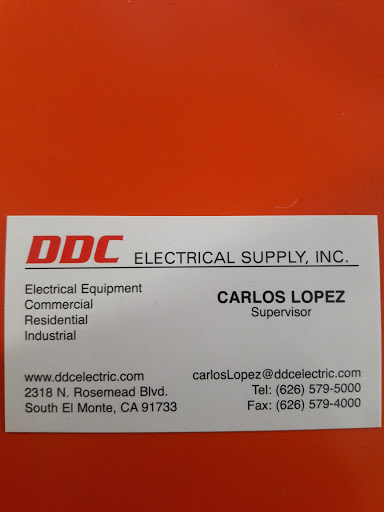 DDC ELECTRICAL SUPPLY, INC.
Electrical Equipment
Commercial
Residential
Industrial
CARLOS LOPEZ
Supervisor
www.ddcelectric.com
2318 N. Rosemead Blvd.
South El Monte, CA 91733
carlosLopez@ddcelectric.com
Tel: (626) 579-5000
Fax: (626) 579-4000